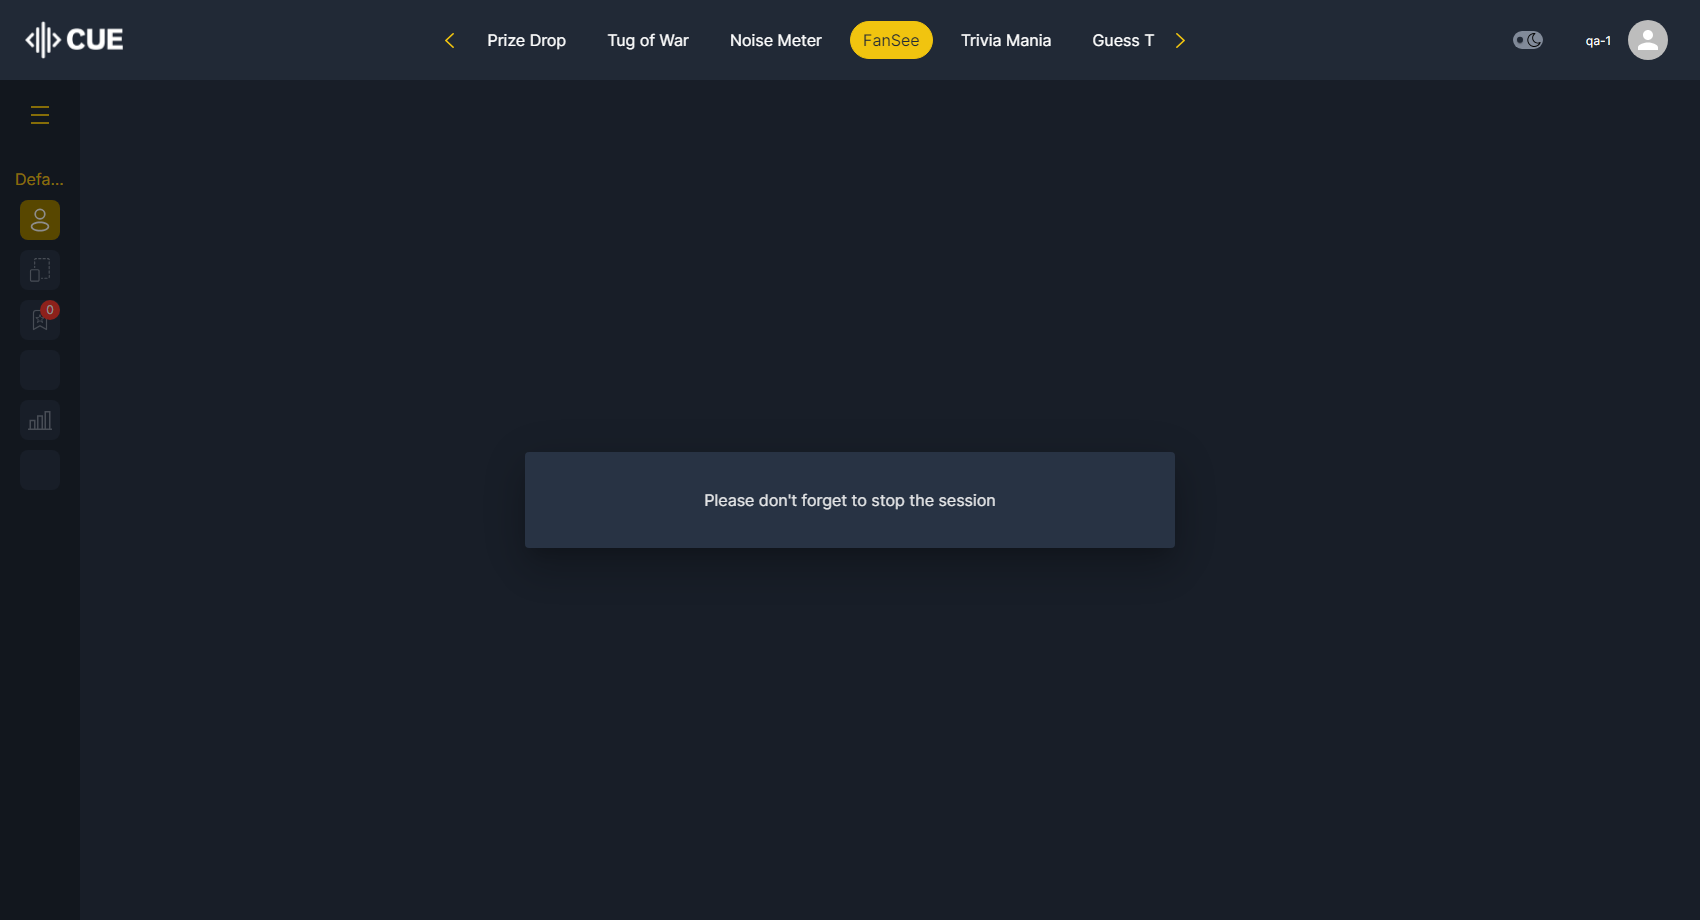 CUE
Prize Drop
Tug of War
Noise Meter
FanSee
Trivia Mania
Guess T
qa-1
Defa...
0
Please don't forget to stop the session